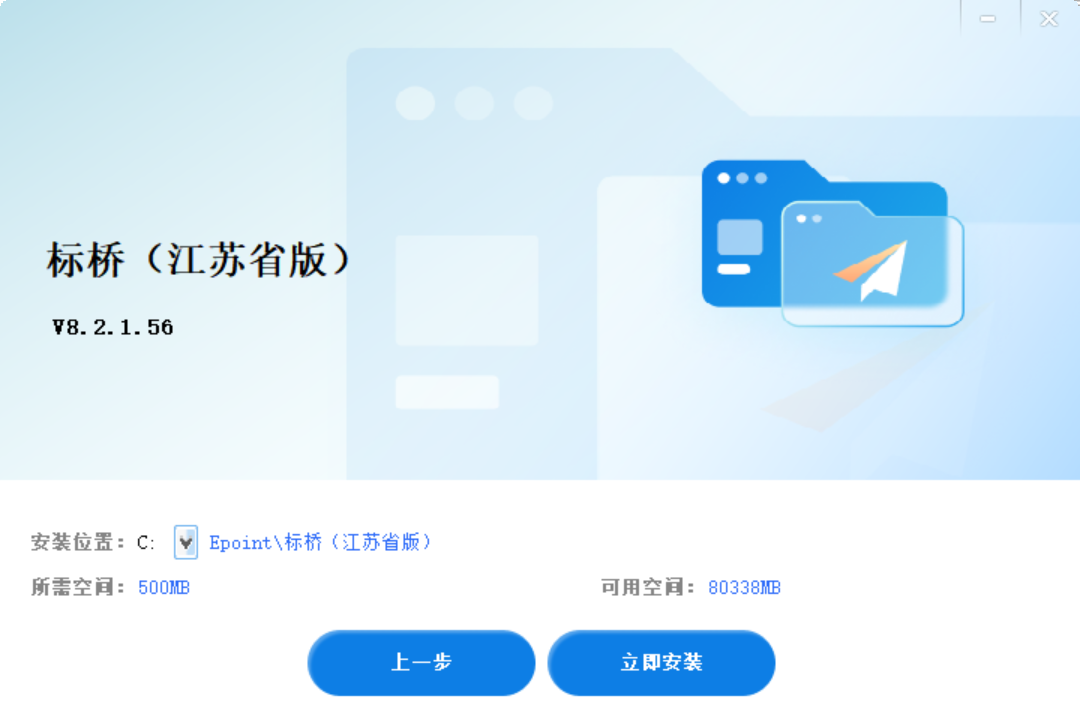 标桥（江苏省版）
V8.2.1.56
安装位置： C: Epoint\标桥（江苏省版）
所需空间： 500MB 可用空间： 80338MB
上一步 立即安装